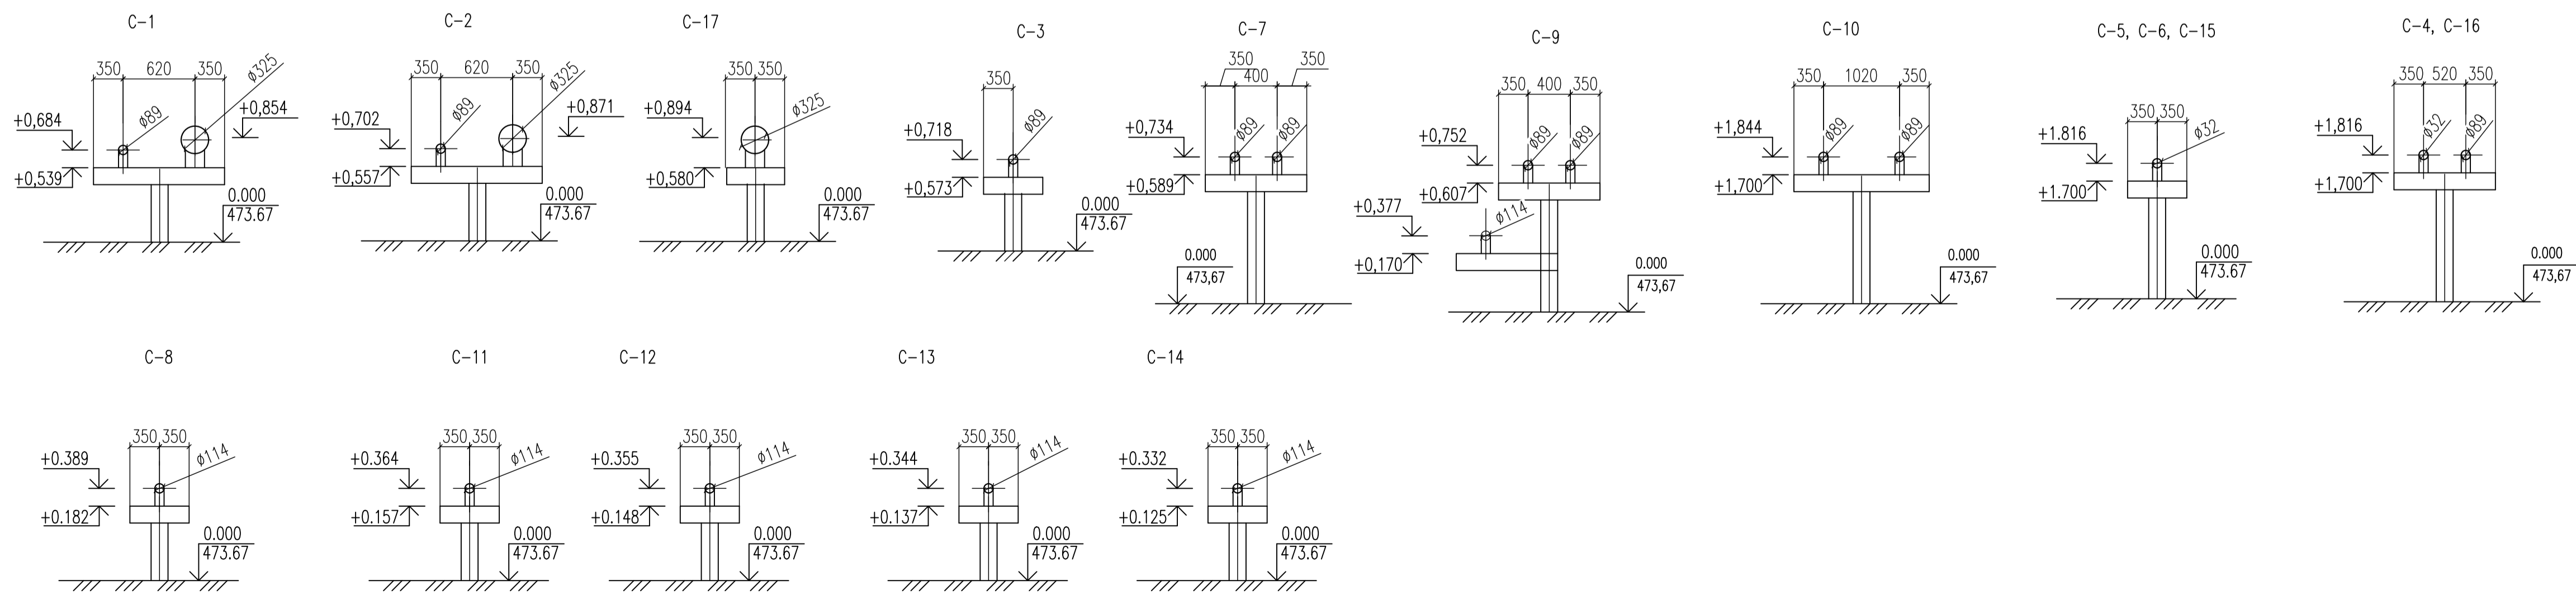 C-1
350 620 350
Ø325
Ø89
+0,684
+0,854
+0,539
0.000
473.67
C-2
350 620 350
Ø325
Ø89
+0,702
+0,871
+0,557
0.000
473.67
C-17
350 350
Ø325
+0,894
+0,580
0.000
473.67
C-3
350
Ø89
+0,718
+0,573
0.000
473.67
C-7
350 350
400
Ø89 Ø89
+0,734
+0,589
0.000
473,67
C-9
350 400 350
Ø89 Ø89
+0,752
+0,607
Ø114
+0,377
+0,170
0.000
473,67
C-10
350 1020 350
Ø89 Ø89
+1,844
+1,700
0.000
473,67
C-5, C-6, C-15
350 350
Ø32
+1.816
+1.700
0.000
473.67
C-4, C-16
350 520 350
Ø32 Ø89
+1,816
+1,700
0.000
473,67
C-8
350 350
Ø114
+0.389
+0.182
0.000
473.67
C-11
350 350
Ø114
+0.364
+0.157
0.000
473.67
C-12
350 350
Ø114
+0.355
+0.148
0.000
473.67
C-13
350 350
Ø114
+0.344
+0.137
0.000
473.67
C-14
350 350
Ø114
+0.332
+0.125
0.000
473.67